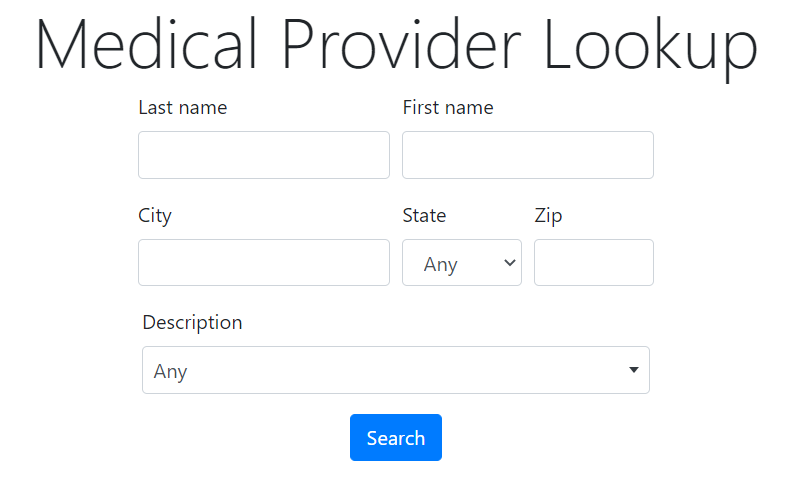 Medical Provider Lookup
Last name First name
City State Zip
Any
Description
Any
Search